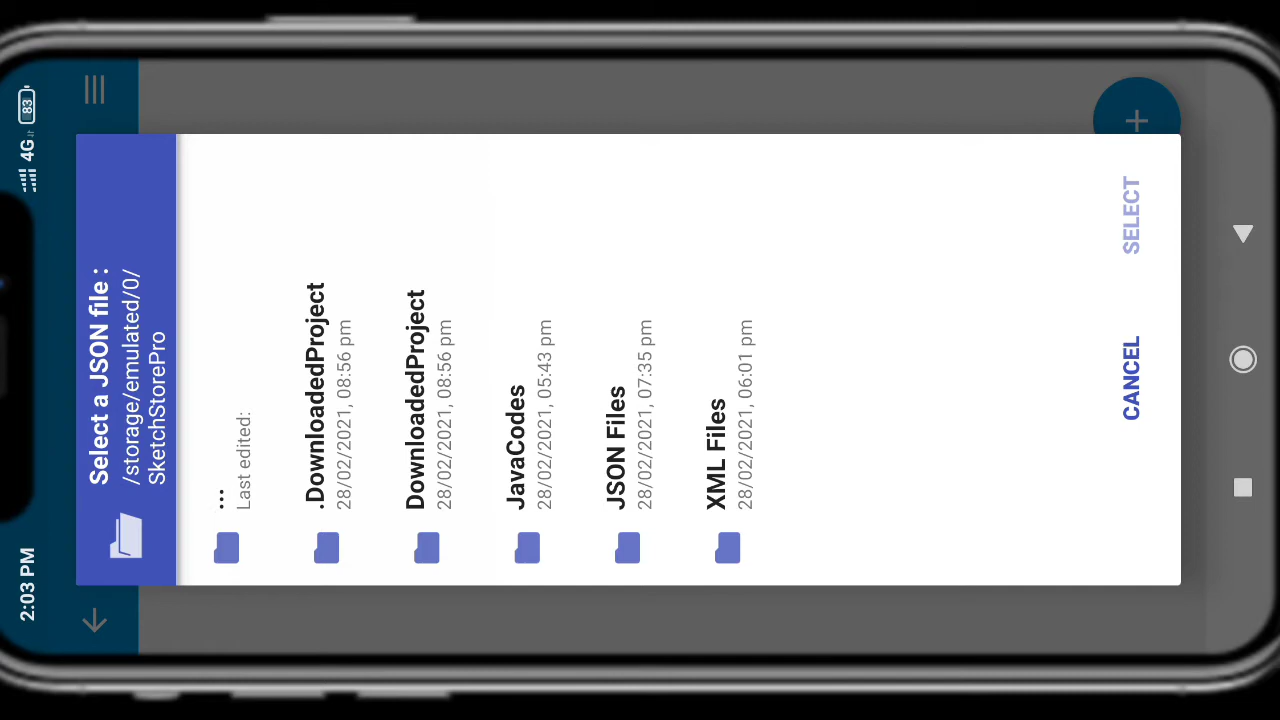 2:03 PM
4G
83
Select a JSON file :
/storage/emulated/0/
SketchStorePro
...
Last edited:
.DownloadedProject
28/02/2021, 08:56 pm
DownloadedProject
28/02/2021, 08:56 pm
JavaCodes
28/02/2021, 05:43 pm
JSON Files
28/02/2021, 07:35 pm
XML Files
28/02/2021, 06:01 pm
CANCEL
SELECT